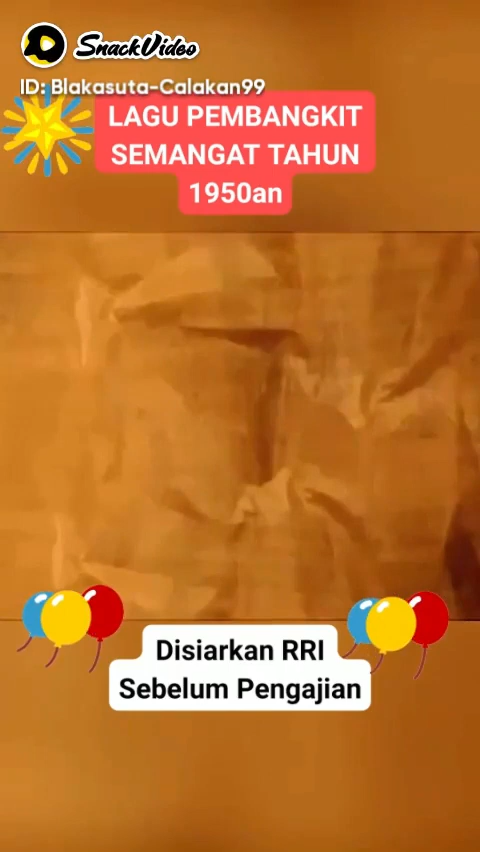 SnackVideo
ID: Blakasuta-Calakan99
LAGU PEMBANGKIT
SEMANGAT TAHUN
1950an
Disiarkan RRI
Sebelum Pengajian